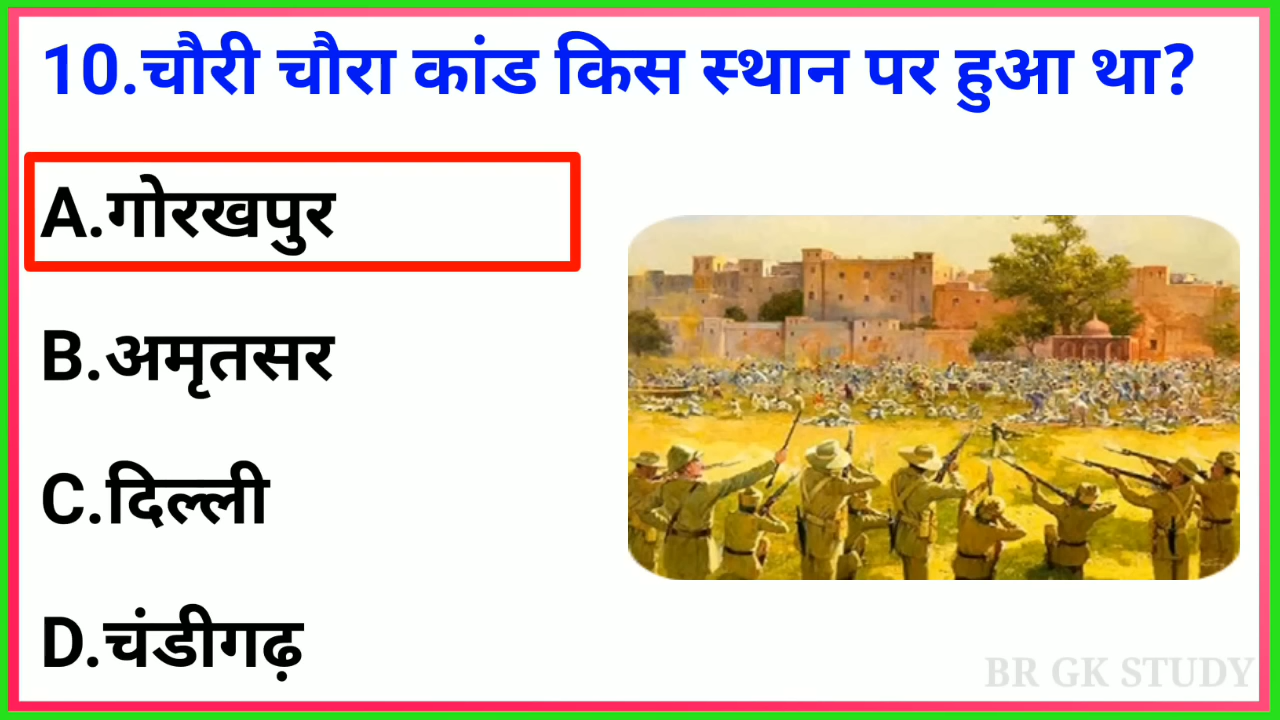 10.चौरी चौरा कांड किस स्थान पर हुआ था?
A.गोरखपुर
B.अमृतसर
C.दिल्ली
D.चंडीगढ़
BR GK STUDY